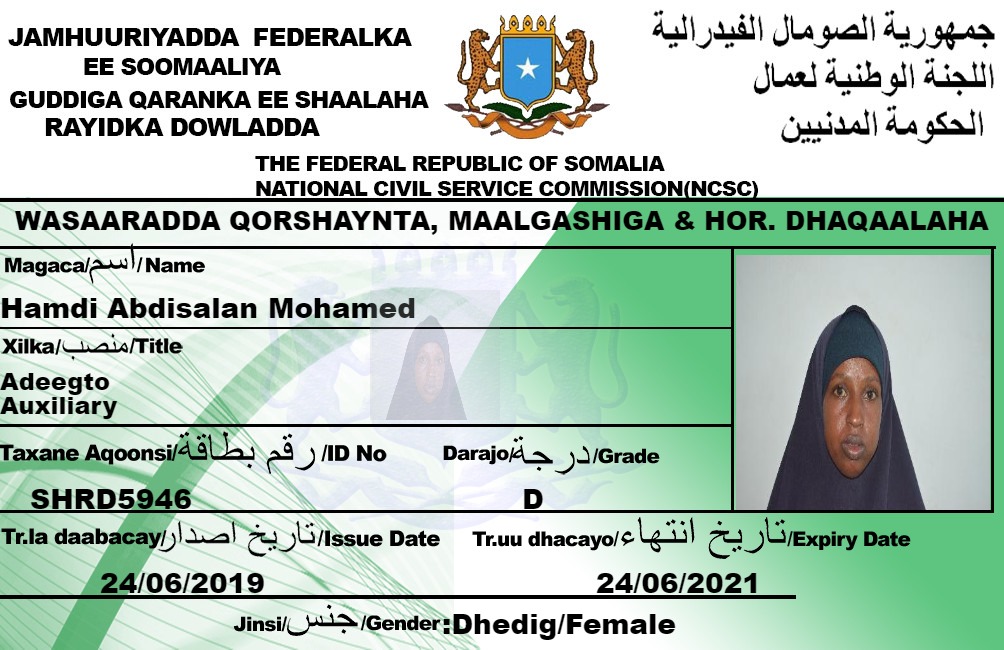 JAMHUURIYADDA FEDERALKA
EE SOOMAALIYA
GUDDIGA QARANKA EE SHAALAHA
RAYIDKA DOWLADDA
جمهورية الصومال الفيدرالية
اللجنة الوطنية لعمال
الحكومة المدنيين
THE FEDERAL REPUBLIC OF SOMALIA
NATIONAL CIVIL SERVICE COMMISSION(NCSC)
WASAARADDA QORSHAYNTA, MAALGASHIGA & HOR. DHAQAALAHA
Magaca/اسم/Name
Hamdi Abdisalan Mohamed
Xilka/منصب/Title
Adeegto
Auxiliary
Taxane Aqoonsi/رقم بطاقة/ID No Darajo/درجة/Grade
SHRD5946 D
Tr.la daabacay/تاريخ اصدار/Issue Date Tr.uu dhacayo/تاريخ انتهاء/Expiry Date
24/06/2019 24/06/2021
Jinsi/جنس/Gender:Dhedig/Female